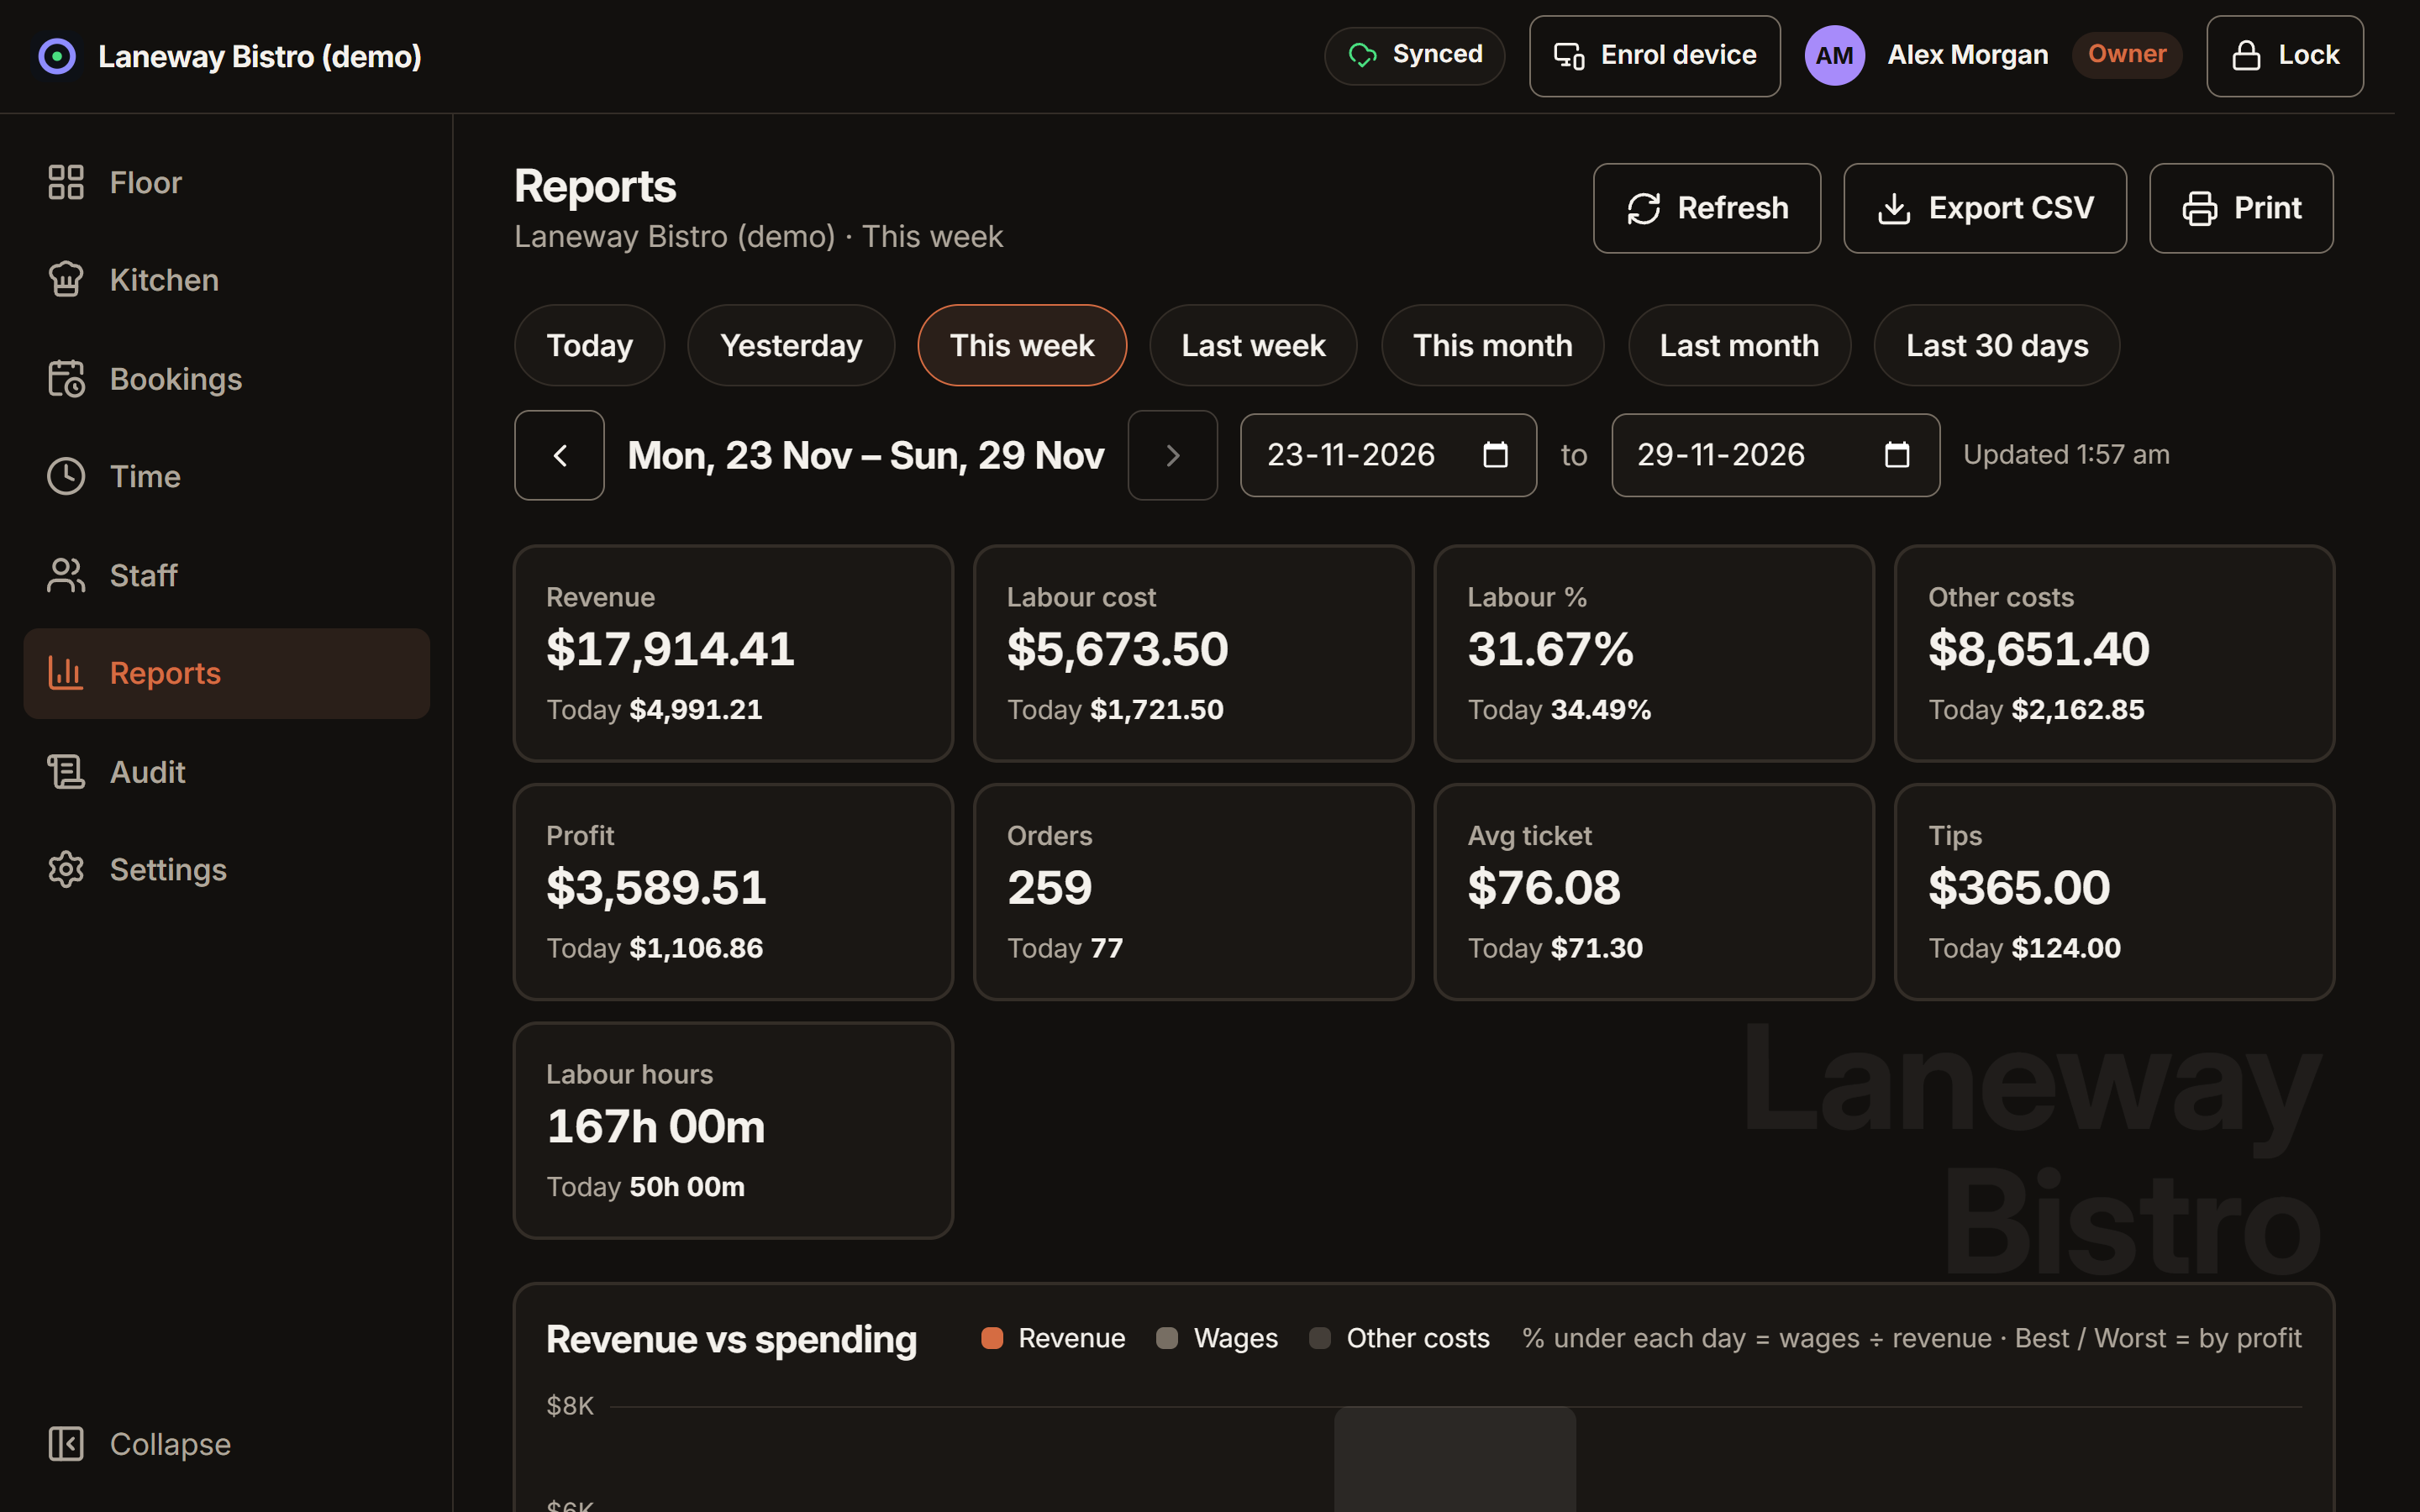 Laneway Bistro (demo)
Synced
Enrol device
AM
Alex Morgan
Owner
Lock
Floor
Kitchen
Bookings
Time
Staff
Reports
Audit
Settings
Collapse
Reports
Laneway Bistro (demo) · This week
Refresh
Export CSV
Print
Today
Yesterday
This week
Last week
This month
Last month
Last 30 days
Mon, 23 Nov – Sun, 29 Nov
23-11-2026
to
29-11-2026
Updated 1:57 am
Revenue
$17,914.41
Today $4,991.21
Labour cost
$5,673.50
Today $1,721.50
Labour %
31.67%
Today 34.49%
Other costs
$8,651.40
Today $2,162.85
Profit
$3,589.51
Today $1,106.86
Orders
259
Today 77
Avg ticket
$76.08
Today $71.30
Tips
$365.00
Today $124.00
Labour hours
167h 00m
Today 50h 00m
Laneway
Bistro
Revenue vs spending
Revenue
Wages
Other costs
% under each day = wages ÷ revenue · Best / Worst = by profit
$8K
$6K